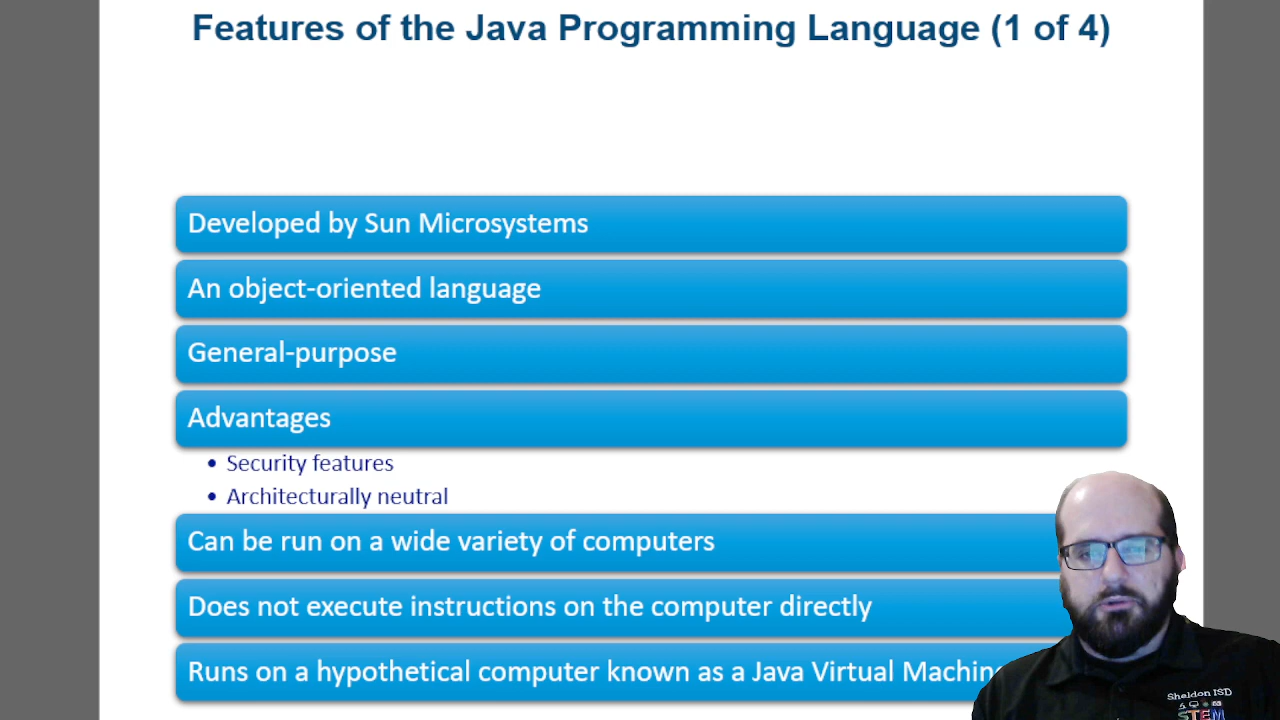 Features of the Java Programming Language (1 of 4)
Developed by Sun Microsystems
An object-oriented language
General-purpose
Advantages
• Security features
• Architecturally neutral
Can be run on a wide variety of computers
Does not execute instructions on the computer directly
Runs on a hypothetical computer known as a Java Virtual Machin
Sheldon ISD
STEM